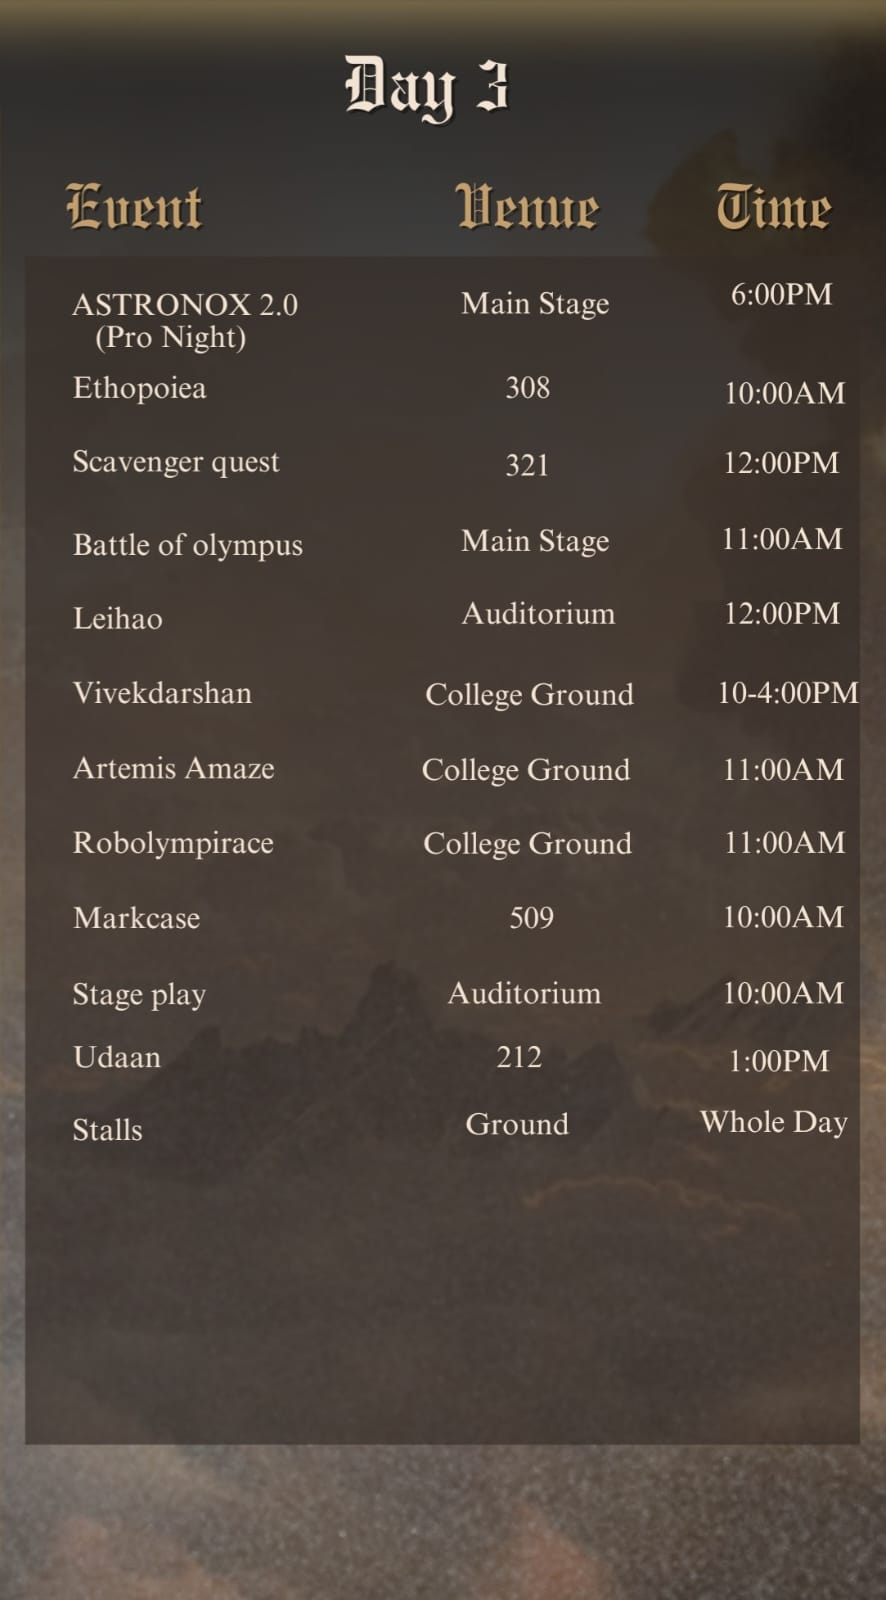 Day 3
Event Venue Time
ASTRONOX 2.0 Main Stage 6:00PM
(Pro Night)
Ethopoiea 308 10:00AM
Scavenger quest 321 12:00PM
Battle of olympus Main Stage 11:00AM
Leihao Auditorium 12:00PM
Vivekdarshan College Ground 10-4:00PM
Artemis Amaze College Ground 11:00AM
Robolympirace College Ground 11:00AM
Markcase 509 10:00AM
Stage play Auditorium 10:00AM
Udaan 212 1:00PM
Stalls Ground Whole Day